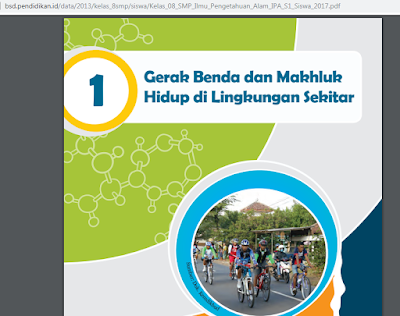 bsd.pendidikan.id/data/2013/kelas_8smp/siswa/Kelas_08_SMP_Ilmu_Pengetahuan_Alam_IPA_S1_Siswa_2017.pdf
1
Gerak Benda dan Makhluk
Hidup di Lingkungan Sekitar